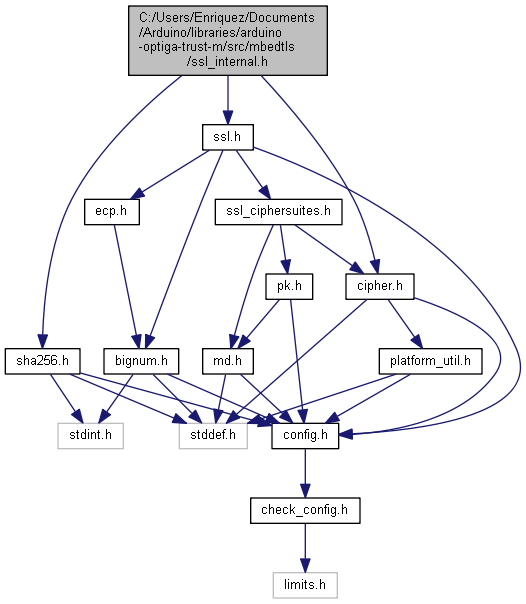 C:/Users/Enriquez/Documents
/Arduino/libraries/arduino
-optiga-trust-m/src/mbedtls
/ssl_internal.h
ssl.h
ecp.h
ssl_ciphersuites.h
pk.h
cipher.h
sha256.h
bignum.h
md.h
platform_util.h
stdint.h
stddef.h
config.h
check_config.h
limits.h